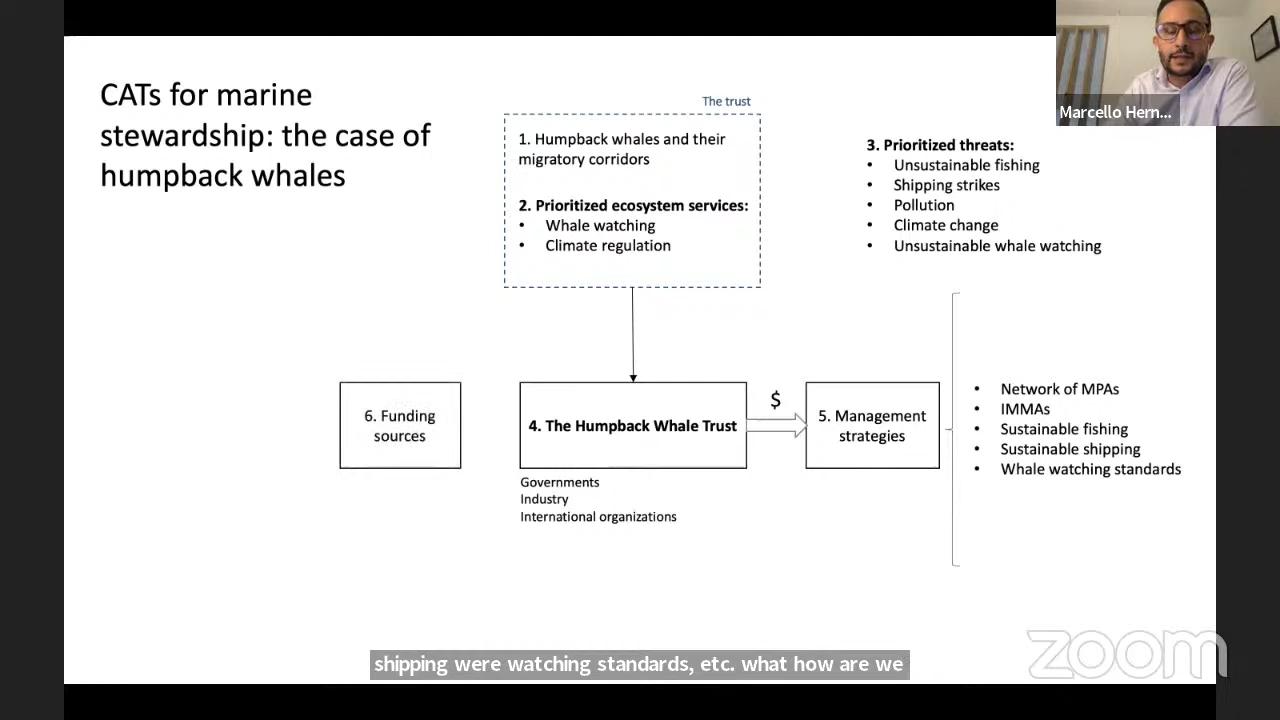 CATs for marine
stewardship: the case of
humpback whales
The trust
1. Humpback whales and their
migratory corridors
2. Prioritized ecosystem services:
• Whale watching
• Climate regulation
3. Prioritized threats:
• Unsustainable fishing
• Shipping strikes
• Pollution
• Climate change
• Unsustainable whale watching
Marcello Hern...
6. Funding
sources
4. The Humpback Whale Trust
$
5. Management
strategies
Governments
Industry
International organizations
• Network of MPAs
• IMMAs
• Sustainable fishing
• Sustainable shipping
• Whale watching standards
shipping were watching standards, etc. what how are we
zoom